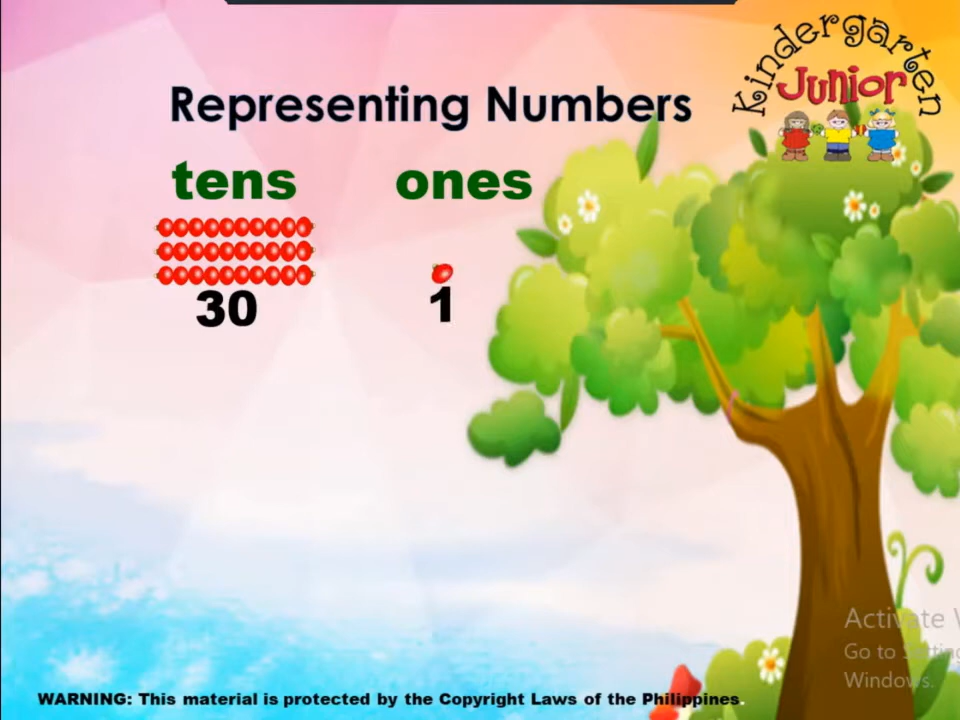 Kindergarten
Junior
Representing Numbers
tens ones
30 1
Activate
Go to
Windows.
WARNING: This material is protected by the Copyright Laws of the Philippines.